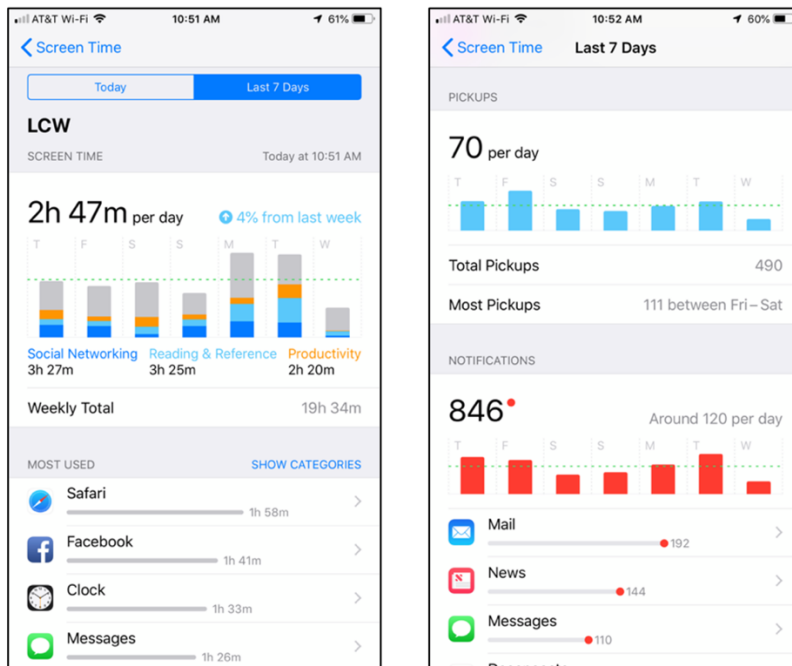 AT&T Wi-Fi 10:51 AM 61%
Screen Time
Today Last 7 Days
LCW
SCREEN TIME Today at 10:51 AM
2h 47m per day 4% from last week
T F S S M T W
Social Networking Reading & Reference Productivity
3h 27m 3h 25m 2h 20m
Weekly Total 19h 34m
MOST USED SHOW CATEGORIES
Safari
1h 58m
Facebook
1h 41m
Clock
1h 33m
Messages
1h 26m
AT&T Wi-Fi 10:52 AM 60%
Screen Time Last 7 Days
PICKUPS
70 per day
T F S S M T W
Total Pickups 490
Most Pickups 111 between Fri – Sat
NOTIFICATIONS
846 Around 120 per day
T F S S M T W
Mail
192
News
144
Messages
110